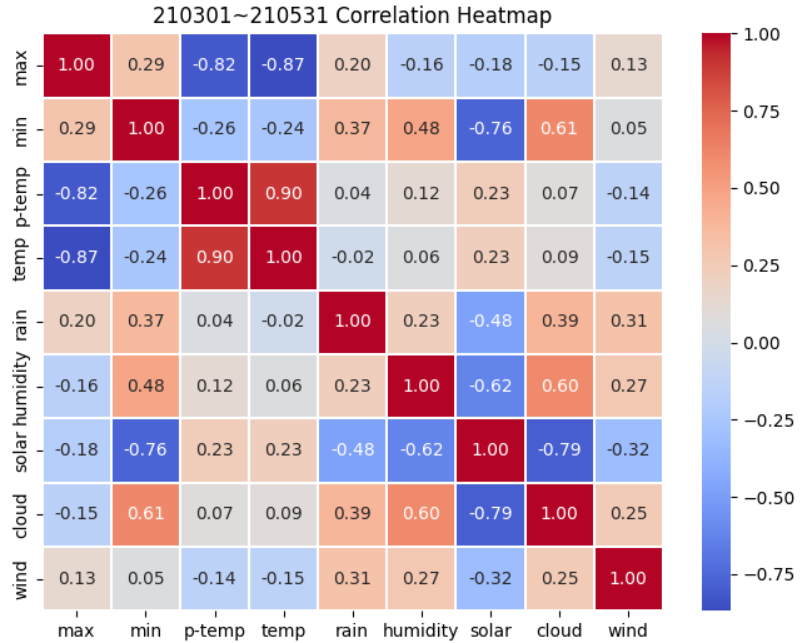 210301~210531 Correlation Heatmap
max 1.00 0.29 -0.82 -0.87 0.20 -0.16 -0.18 -0.15 0.13
min 0.29 1.00 -0.26 -0.24 0.37 0.48 -0.76 0.61 0.05
p-temp -0.82 -0.26 1.00 0.90 0.04 0.12 0.23 0.07 -0.14
temp -0.87 -0.24 0.90 1.00 -0.02 0.06 0.23 0.09 -0.15
rain 0.20 0.37 0.04 -0.02 1.00 0.23 -0.48 0.39 0.31
humidity -0.16 0.48 0.12 0.06 0.23 1.00 -0.62 0.60 0.27
solar -0.18 -0.76 0.23 0.23 -0.48 -0.62 1.00 -0.79 -0.32
cloud -0.15 0.61 0.07 0.09 0.39 0.60 -0.79 1.00 0.25
wind 0.13 0.05 -0.14 -0.15 0.31 0.27 -0.32 0.25 1.00
max min p-temp temp rain humidity solar cloud wind
1.00
0.75
0.50
0.25
0.00
-0.25
-0.50
-0.75